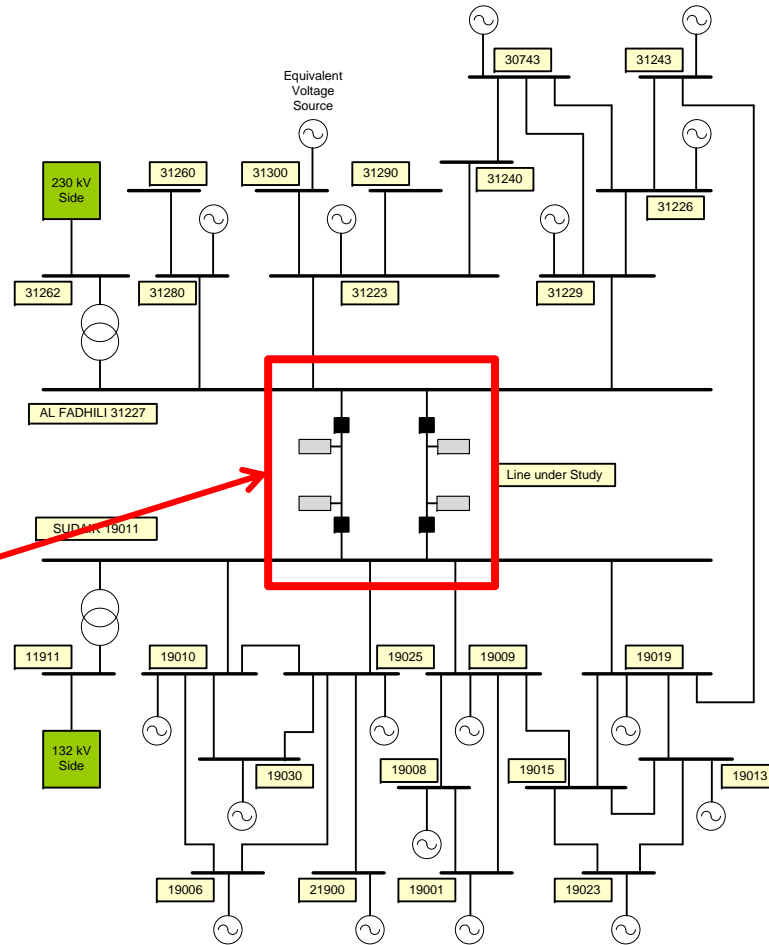 30743
31243
Equivalent
Voltage
Source
31260
31300
31290
31240
230 kV
Side
31226
31262
31280
31223
31229
AL FADHILI 31227
Line under Study
SUDAIR 19011
11911
19010
19025
19009
19019
132 kV
Side
19030
19008
19015
19013
19006
21900
19001
19023